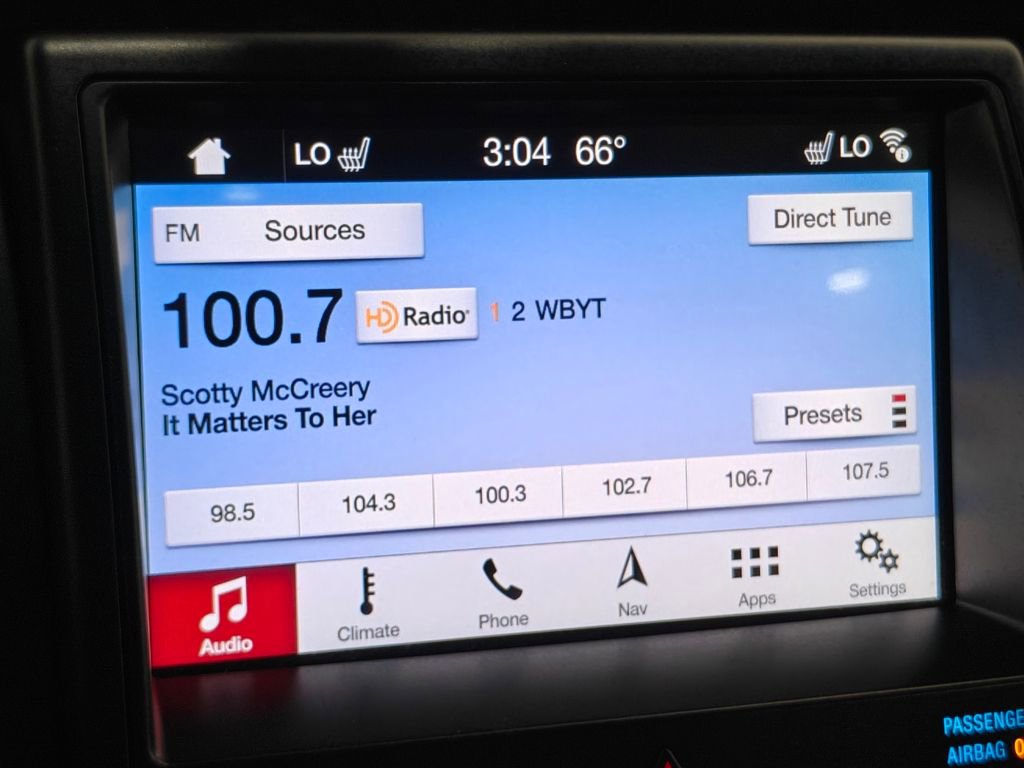 LO 3:04 66° LO
FM Sources Direct Tune
100.7 HD Radio 1 2 WBYT
Scotty McCreery
It Matters To Her
Presets
98.5 104.3 100.3 102.7 106.7 107.5
Audio Climate Phone Nav Apps Settings
AIRBAG